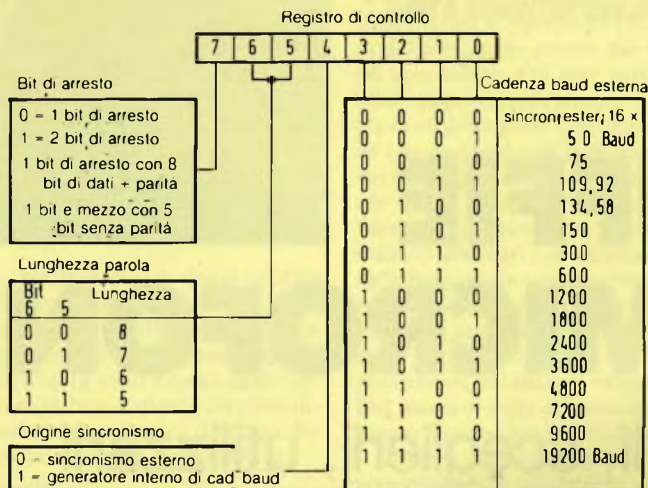 Registro di controllo
7 6 5 4 3 2 1 0
Bit di arresto
0 = 1 bit di arresto
1 = 2 bit di arresto
1 bit di arresto con 8
bit di dati + parità
1 bit e mezzo con 5
bit senza parità
Lunghezza parola
Bit Lunghezza
6 5
0 0 8
0 1 7
1 0 6
1 1 5
Origine sincronismo
0 = sincronismo esterno
1 = generatore interno di cad baud
Cadenza baud esterna
0 0 0 0 sincron, ester, 16 ×
0 0 0 1 50 Baud
0 0 1 0 75
0 0 1 1 109,92
0 1 0 0 134,58
0 1 0 1 150
0 1 1 0 300
0 1 1 1 600
1 0 0 0 1200
1 0 0 1 1800
1 0 1 0 2400
1 0 1 1 3600
1 1 0 0 4800
1 1 0 1 7200
1 1 1 0 9600
1 1 1 1 19200 Baud